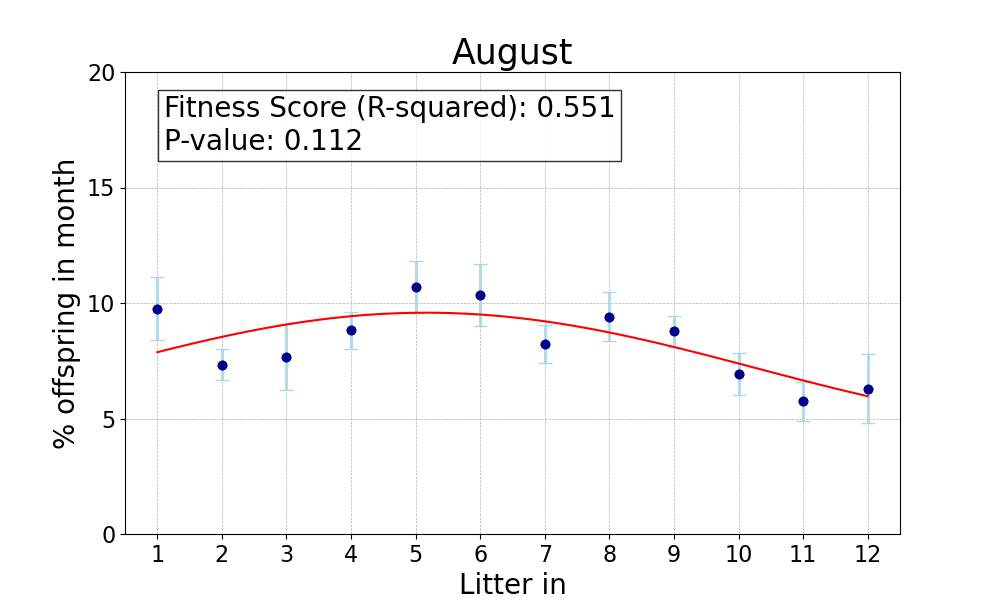 August
Fitness Score (R-squared): 0.551
P-value: 0.112
% offspring in month
20
15
10
5
0
1 2 3 4 5 6 7 8 9 10 11 12
Litter in